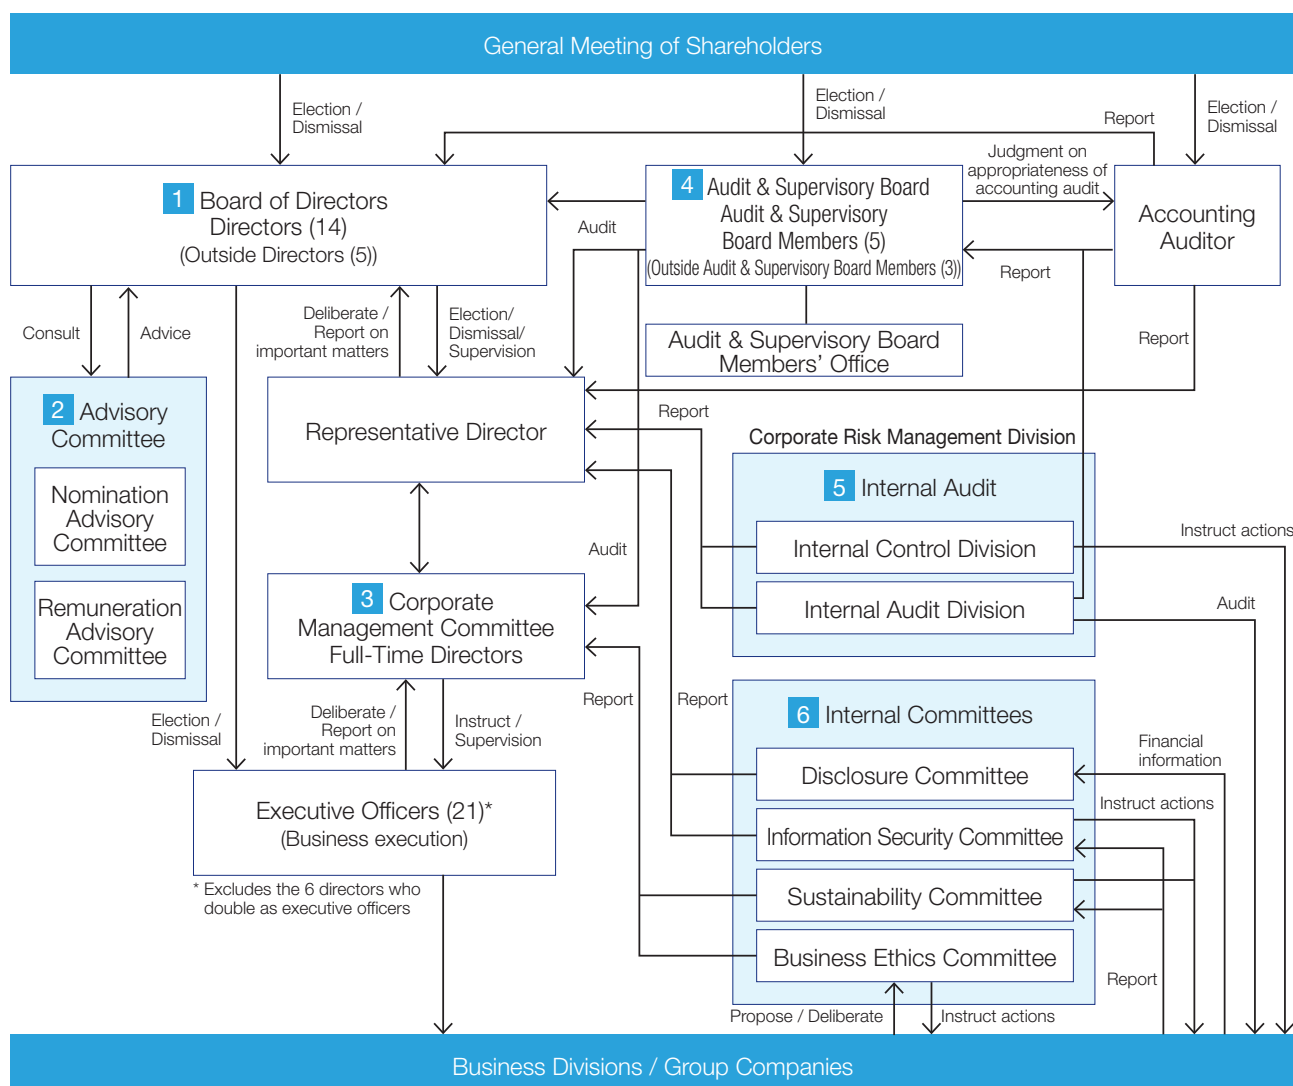 General Meeting of Shareholders
Election /
Dismissal
Election /
Dismissal
Election /
Dismissal
Report
Judgment on
appropriateness of
accounting audit
1 Board of Directors
Directors (14)
(Outside Directors (5))
Audit
4 Audit & Supervisory Board
Audit & Supervisory
Board Members (5)
(Outside Audit & Supervisory Board Members (3))
Report
Accounting
Auditor
Consult
Advice
Deliberate /
Report on
important matters
Election/
Dismissal/
Supervision
Audit & Supervisory Board
Members’ Office
Report
2 Advisory
Committee
Nomination
Advisory
Committee
Remuneration
Advisory
Committee
Representative Director
Report
Corporate Risk Management Division
5 Internal Audit
Internal Control Division
Internal Audit Division
Instruct actions
Audit
Audit
3 Corporate
Management Committee
Full-Time Directors
Report
Report
Election /
Dismissal
Deliberate /
Report on
important matters
Instruct /
Supervision
6 Internal Committees
Disclosure Committee
Information Security Committee
Sustainability Committee
Business Ethics Committee
Financial
information
Instruct actions
Executive Officers (21)*
(Business execution)
* Excludes the 6 directors who
double as executive officers
Report
Propose / Deliberate
Instruct actions
Business Divisions / Group Companies